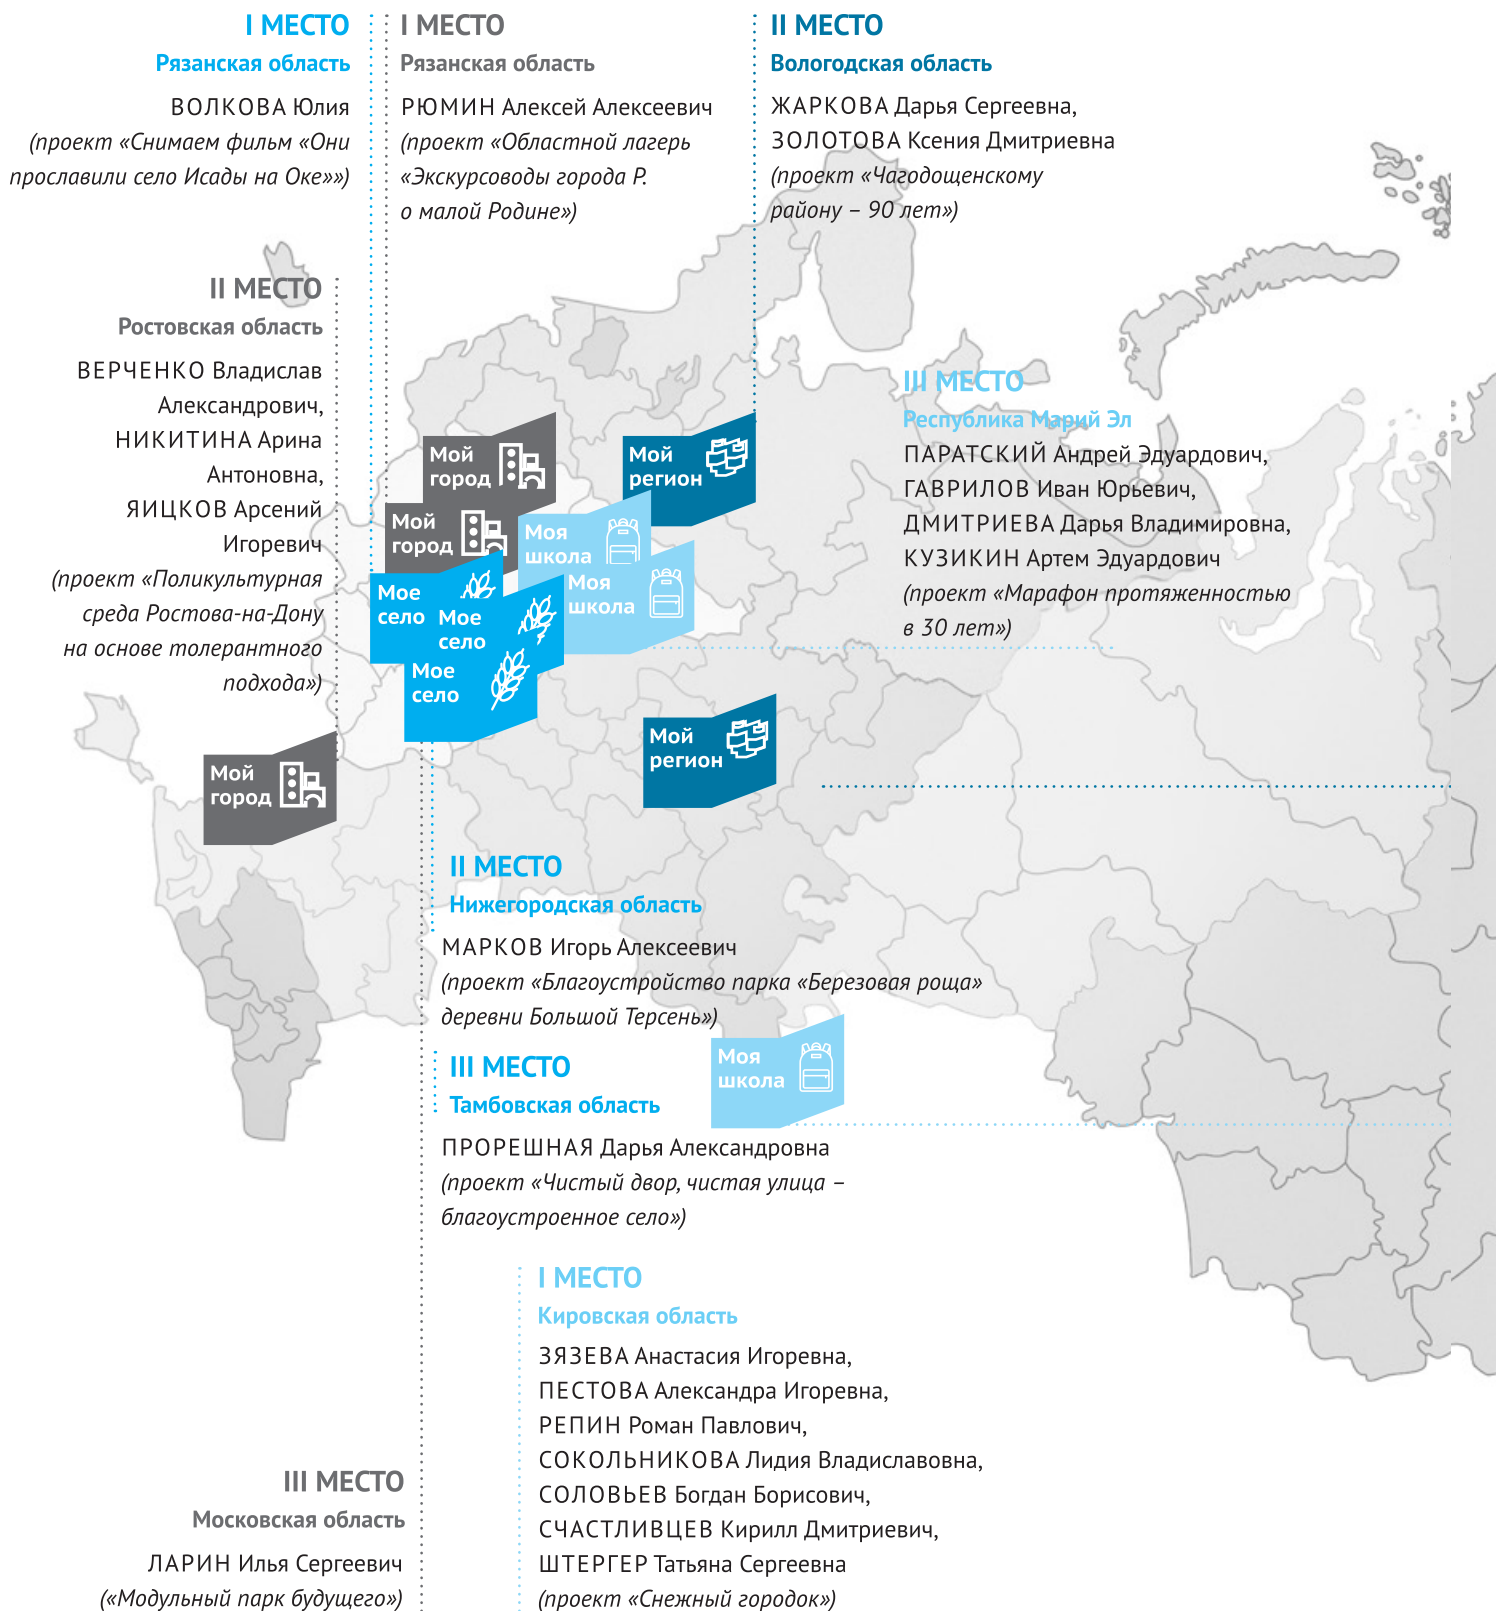 I МЕСТО
Рязанская область
ВОЛКОВА Юлия
(проект «Снимаем фильм «Они
прославили село Исады на Оке»»)
I МЕСТО
Рязанская область
РЮМИН Алексей Алексеевич
(проект «Областной лагерь
«Экскурсоводы города Р.
о малой Родине»)
II МЕСТО
Вологодская область
ЖАРКОВА Дарья Сергеевна,
ЗОЛОТОВА Ксения Дмитриевна
(проект «Чагодощенскому
району – 90 лет»)
II МЕСТО
Ростовская область
ВЕРЧЕНКО Владислав
Александрович,
НИКИТИНА Арина
Антоновна,
ЯИЦКОВ Арсений
Игоревич
(проект «Поликультурная
среда Ростова-на-Дону
на основе толерантного
подхода»)
III МЕСТО
Республика Марий Эл
ПАРАТСКИЙ Андрей Эдуардович,
ГАВРИЛОВ Иван Юрьевич,
ДМИТРИЕВА Дарья Владимировна,
КУЗИКИН Артем Эдуардович
(проект «Марафон протяженностью
в 30 лет»)
Мой
город
Мой
регион
Мой
город
Моя
школа
Моя
школа
Мое
село
Мое
село
Мое
село
Мой
регион
Мой
город
II МЕСТО
Нижегородская область
МАРКОВ Игорь Алексеевич
(проект «Благоустройство парка «Березовая роща»
деревни Большой Терсень»)
III МЕСТО
Тамбовская область
ПРОРЕШНАЯ Дарья Александровна
(проект «Чистый двор, чистая улица –
благоустроенное село»)
Моя
школа
I МЕСТО
Кировская область
ЗЯЗЕВА Анастасия Игоревна,
ПЕСТОВА Александра Игоревна,
РЕПИН Роман Павлович,
СОКОЛЬНИКОВА Лидия Владиславовна,
СОЛОВЬЕВ Богдан Борисович,
СЧАСТЛИВЦЕВ Кирилл Дмитриевич,
ШТЕРГЕР Татьяна Сергеевна
(проект «Снежный городок»)
III МЕСТО
Московская область
ЛАРИН Илья Сергеевич
(«Модульный парк будущего»)